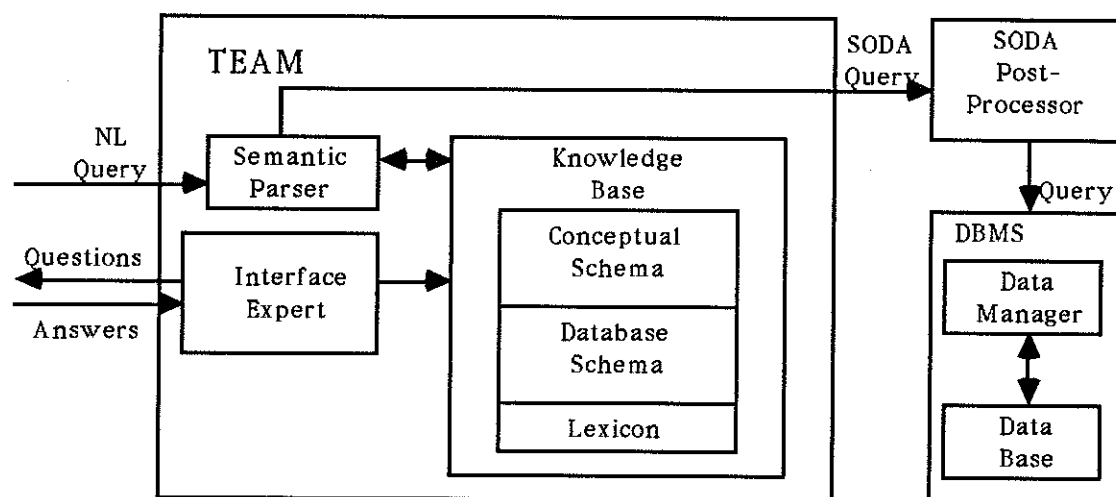 TEAM
NL
Query
Semantic
Parser
Questions
Answers
Interface
Expert
Knowledge
Base
Conceptual
Schema
Database
Schema
Lexicon
SODA
Query
SODA
Post-
Processor
Query
DBMS
Data
Manager
Data
Base